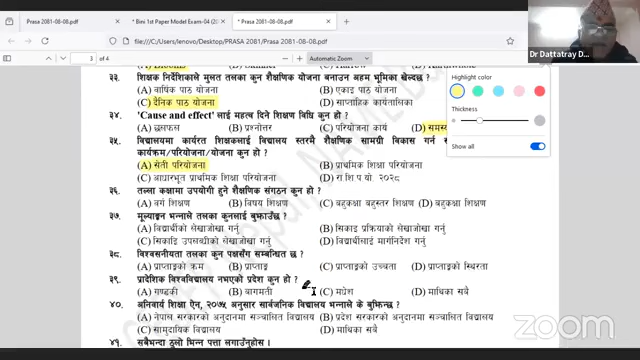 Prasa 2081-08-08.pdf
Bini 1st Paper Model Exam-04
Prasa 2081-08-08.pdf
file:///C:/Users/lenovo/Desktop/PRASA 2081/Prasa 2081-08-08.pdf
3 of 4
Automatic Zoom
Dr Dattatray D...
Highlight color
Thickness
Show all
३३. शिक्षक निर्देशिकाले मुलत तलका कुन शैक्षणिक योजना बनाउन अहम भूमिका खेल्दछ ?
(A) वार्षिक पाठ योजना (B) एकाइ पाठ योजना
(C) दैनिक पाठ योजना (D) साप्ताहिक कार्यतालिका
३४. 'Cause and effect' लाई महत्व दिने शिक्षण विधि कुन हो ?
(A) छलफल (B) प्रश्नोत्तर (C) परियोजना कार्य (D) समस्य
३५. विद्यालयमा कार्यरत शिक्षकलाई विद्यालय स्तरमै शैक्षिक सामग्री विकास गर्न
कार्यक्रम/परियोजना/योजना कुन हो ?
(A) सेती परियोजना (B) प्राथमिक शिक्षा परियोजना
(C) आधारभूत प्राथमिक शिक्षा परियोजना (D) रा शि प यो. २०२८
३६. तल्ला कक्षामा उपयोगी हुने शैक्षणिक संगठन कुन हो ?
(A) वर्ग शिक्षण (B) विषय शिक्षण (C) बहुकक्षा बहुस्तर शिक्षण (D) बहुकक्षा शिक्षण
३७. मूल्याङ्कन भन्नाले तलका कुनलाई बुझाउँछ ?
(A) विद्यार्थीको लेखाजोखा गर्नु (B) सिकाइ प्रक्रियाको लेखाजोखा गर्नु
(C) सिकाइ उपलब्धीको लेखाजोखा गर्नु (D) विद्यार्थीलाई मार्गनिर्देश गर्नु
३८. विश्वसनीयता तलका कुन पक्षसँग सम्बन्धित छ ?
(A) प्राप्ताङ्कको क्रम (B) प्राप्ताङ्क (C) प्राप्ताङ्कको उच्चता (D) प्राप्ताङ्कको स्थिरता
३९. प्रादेशिक विश्वविद्यालय नभएको प्रदेश कुन हो ?
(A) गण्डकी (B) बागमती (C) मधेश (D) माथिका सबै
४०. अनिवार्य शिक्षा ऐन, २०७५ अनुसार सार्वजनिक विद्यालय भन्नाले के बुझिन्छ ?
(A) नेपाल सरकारको अनुदानमा सञ्चालित विद्यालय (B) प्रदेश सरकारको अनुदानमा सञ्चालित विद्यालय
(C) सामुदायिक विद्यालय (D) माथिका सबै
४१. सबैभन्दा ठुलो भिन्न पत्ता लगाउनुहोस्।
zoom